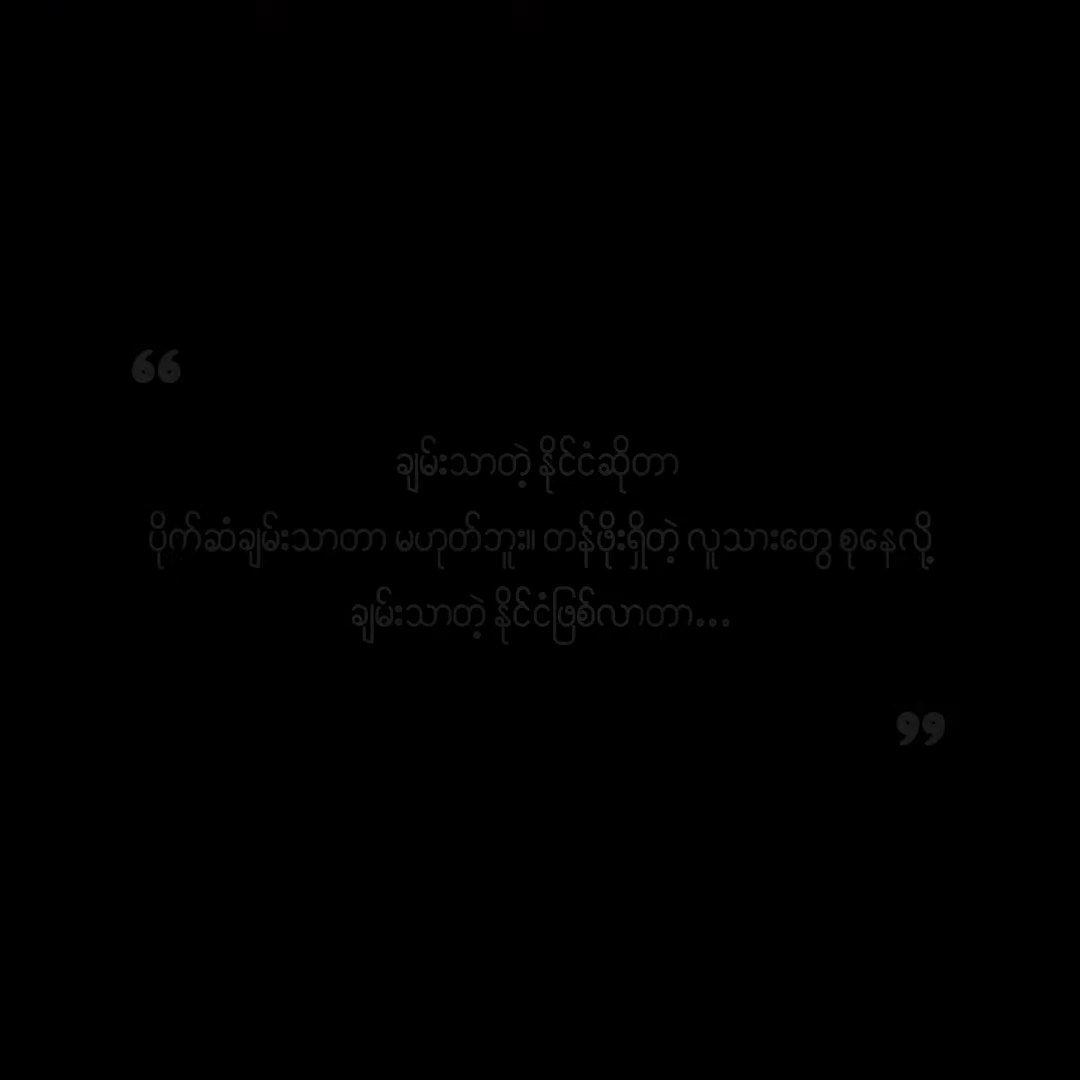 “
ချမ်းသာတဲ့ နိုင်ငံဆိုတာ
ပိုက်ဆံချမ်းသာတာ မဟုတ်ဘူး။ တန်ဖိုးရှိတဲ့ လူသားတွေ စုနေလို့
ချမ်းသာတဲ့ နိုင်ငံဖြစ်လာတာ...
”